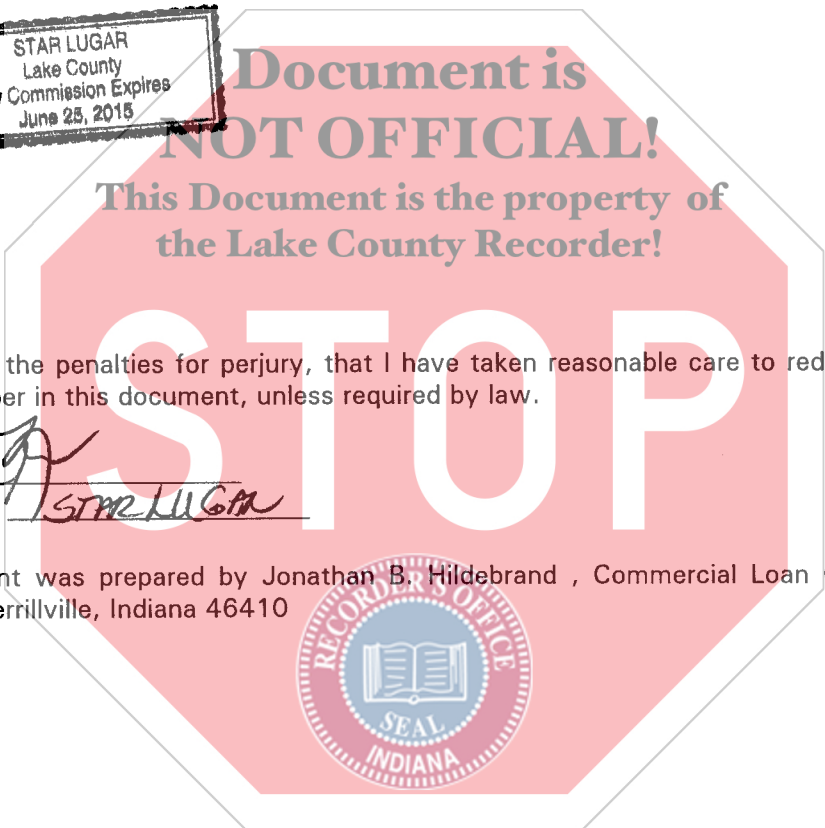 STAR LUGAR
Lake County
Commission Expires
June 25, 2015
Document is
NOT OFFICIAL!
This Document is the property of
the Lake County Recorder!
STOP
the penalties for perjury, that I have taken reasonable care to red
er in this document, unless required by law.
STAR LUGAR
nt was prepared by Jonathan B. Hildebrand , Commercial Loan
errillville, Indiana 46410
RECORDER'S OFFICE
SEAL
INDIANA